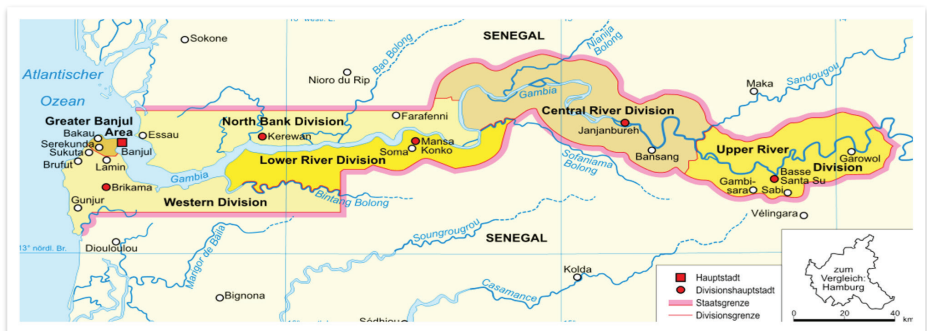 Sokone
SENEGAL
Nianija
Bolong
Bao Bolong
Atlantischer
Ozean
Nioro du Rip
Maka
Sandougou
Gambia
Greater Banjul
Area
Bakau
Serekunda
Sukuta
Brufut
Essau
Banjul
Lamin
North Bank Division
Kerewan
Farafenni
Central River Division
Janjanbureh
Bansang
Lower River Division
Soma
Mansa
Konko
Sofaniama
Bolong
Upper River
Division
Garowol
Basse
Santa Su
Gambi-
sara
Sabi
Gambia
Brikama
Gunjur
Western Division
Bintang Bolong
Vélingara
13° nördl. Br.
Diouloulou
Marigot de Baila
Soungrougrou
SENEGAL
Casamance
Kolda
Bignona
Hauptstadt
Divisionshauptstadt
Staatsgrenze
Divisionsgrenze
zum
Vergleich:
Hamburg
0 20 40
km